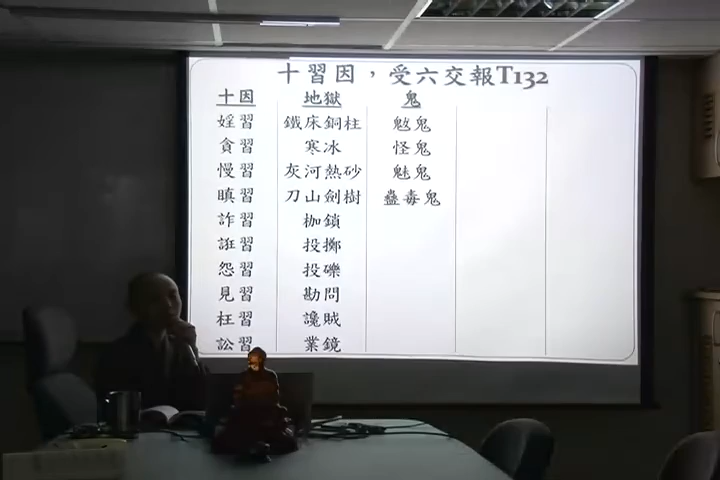 十習因，受六交報T132
十因 地獄 鬼
婬習 鐵床銅柱 魃鬼
貪習 寒冰 怪鬼
慢習 灰河熱砂 魅鬼
瞋習 刀山劍樹 蠱毒鬼
詐習 枷鎖
誑習 投擲
怨習 投礫
見習 勘問
枉習 讒賊
訟習 業鏡